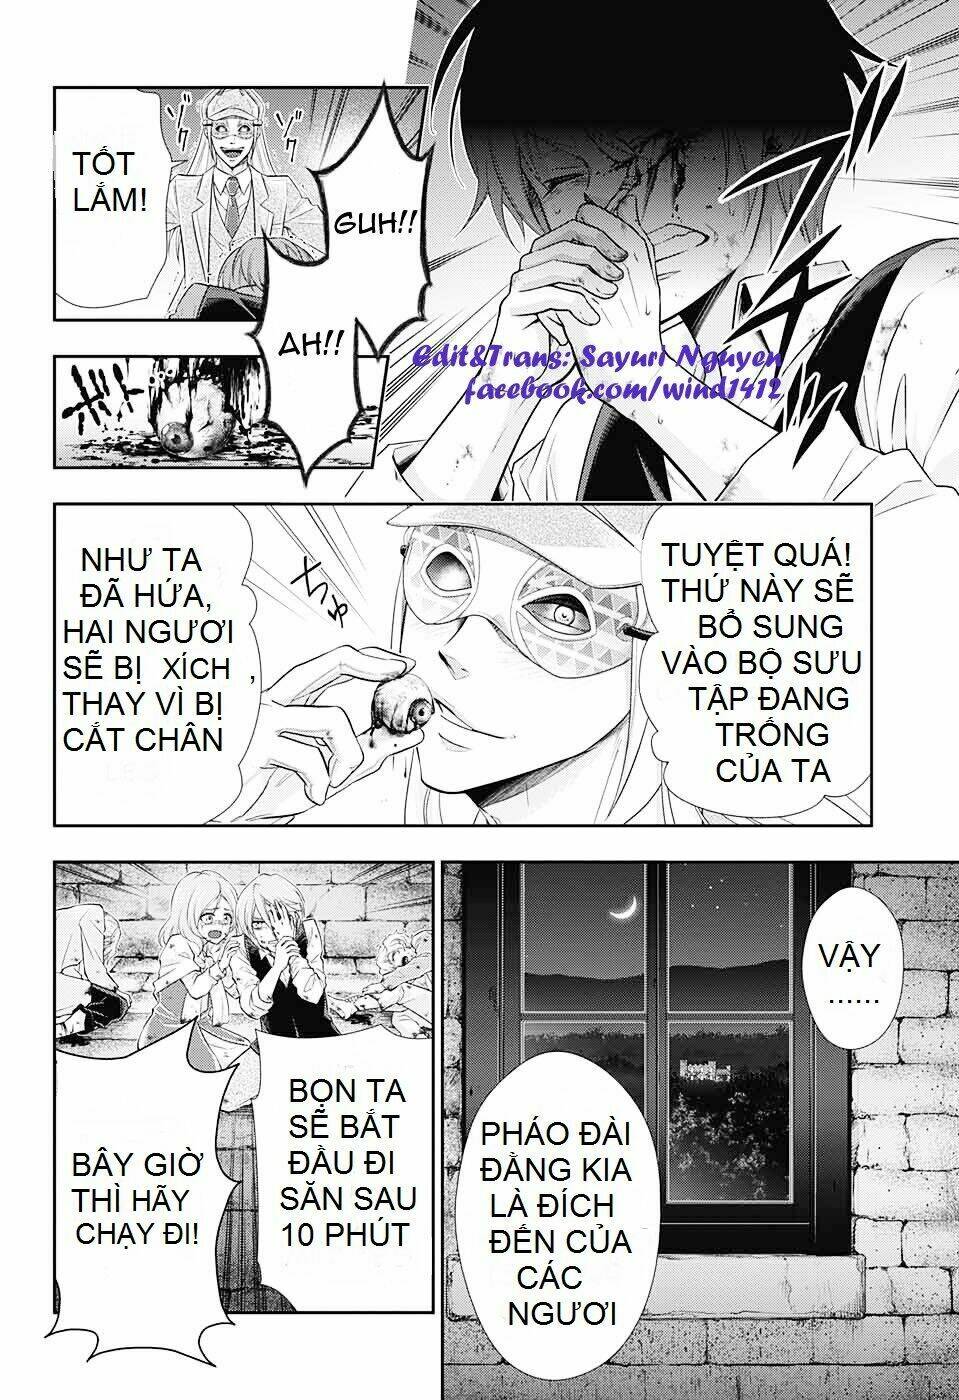 GUH!!
AH!!
TỐT
LẮM!
Edit&Trans: Sayuri Nguyen
facebook.com/wind1412
TUYỆT QUÁ!
THỨ NÀY SẼ
BỔ SUNG
VÀO BỘ SƯU
TẬP ĐANG
TRỐNG
CỦA TA
ちゅ
NHƯ TA
ĐÃ HỨA,
HAI NGƯƠI
SẼ BỊ XÍCH ,
THAY VÌ BỊ
CẮT CHÂN
VẬY
......
PHÁO ĐÀI
ĐẰNG KIA
LÀ ĐÍCH
ĐẾN CỦA
CÁC
NGƯƠI
BỌN TA
SẼ BẮT
ĐẦU ĐI
SĂN SAU
10 PHÚT
BÂY GIỜ
THÌ HÃY
CHẠY ĐI!